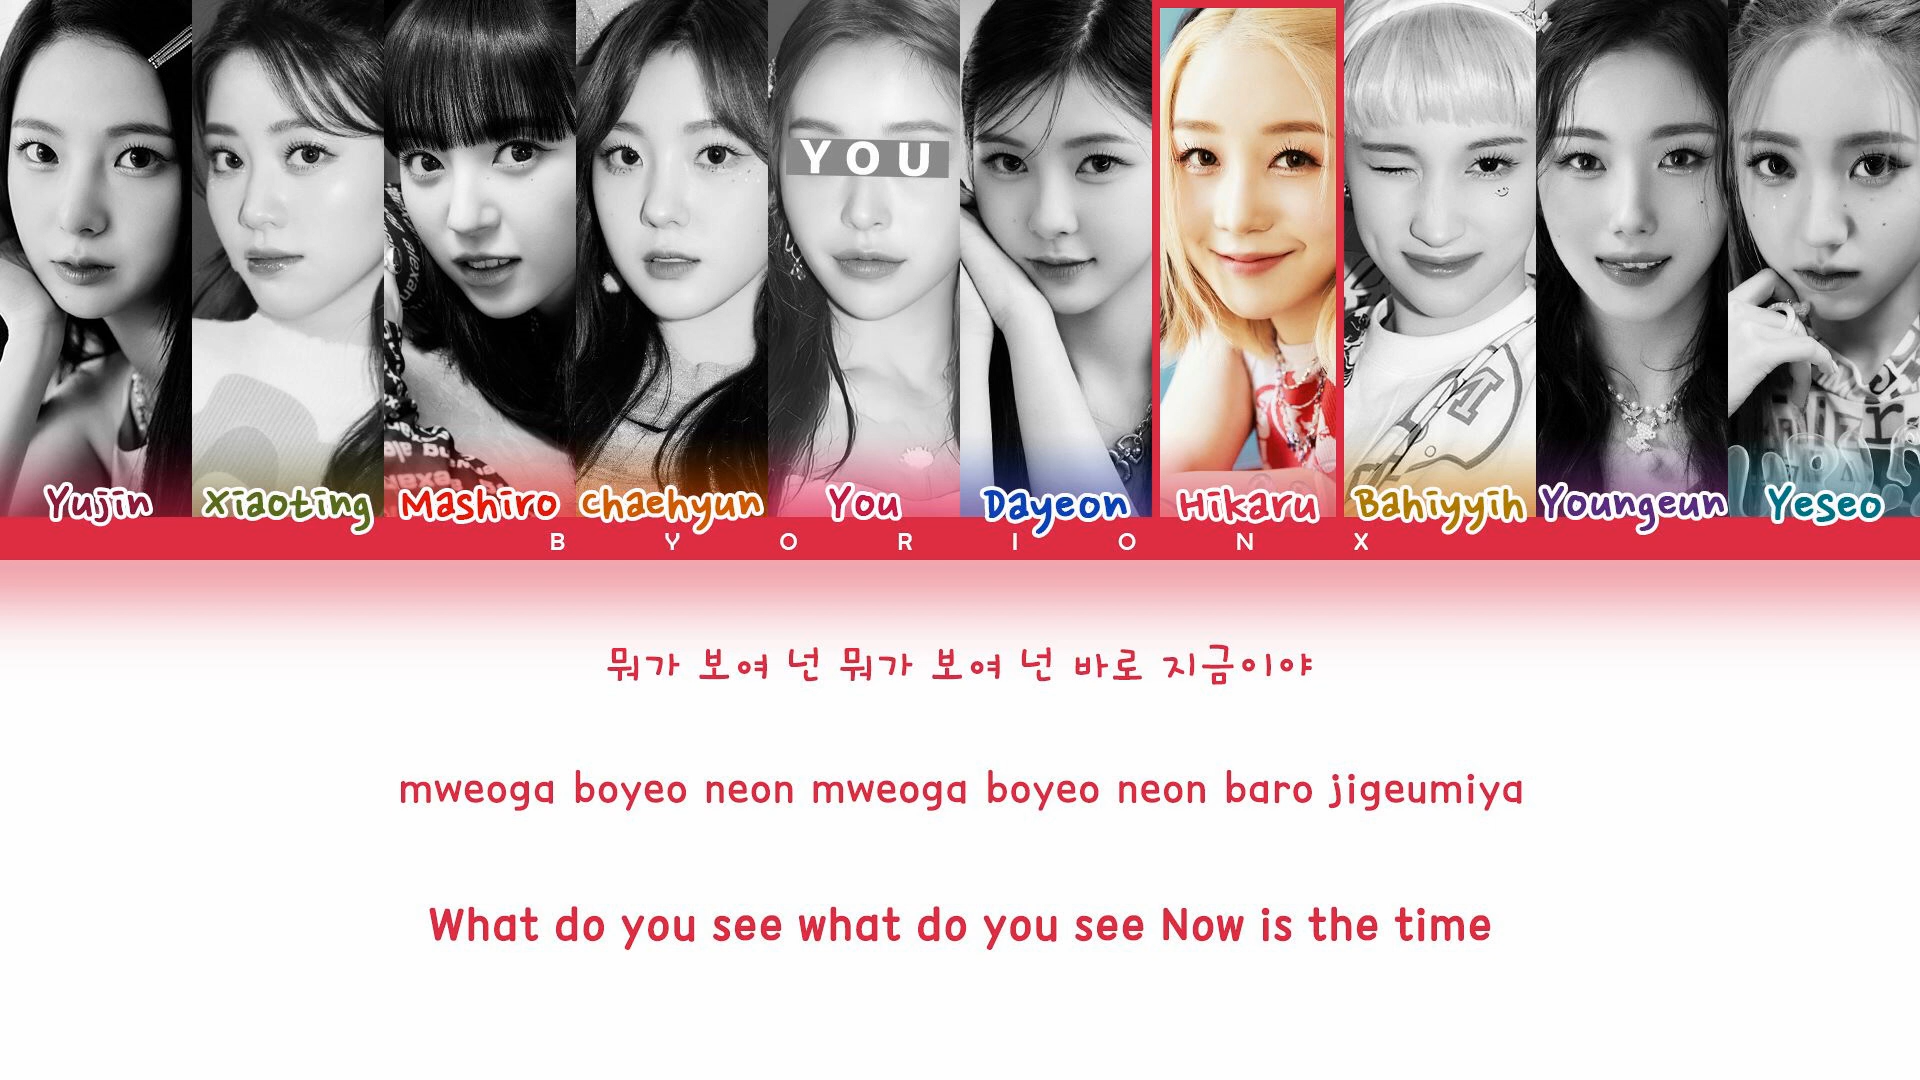 YOU
Yujin Xiaoting Mashiro Chaehyun You Dayeon Hikaru Bahiyyih Youngeun Yeseo
BYORIONX
뭐가 보여 넌 뭐가 보여 넌 바로 지금이야
mweoga boyeo neon mweoga boyeo neon baro jigeumiya
What do you see what do you see Now is the time